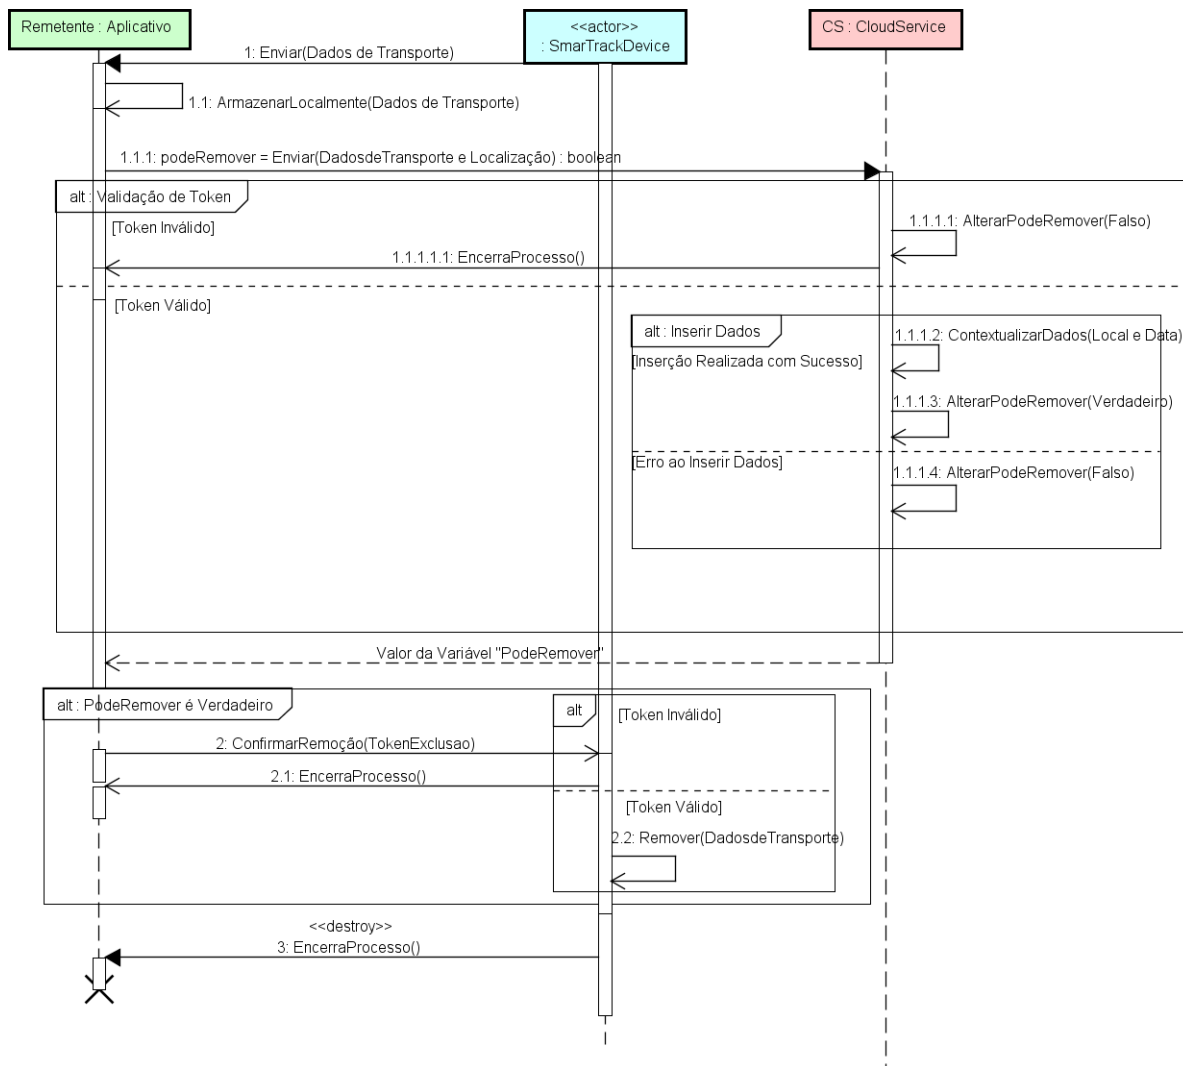 Remetente : Aplicativo
<<actor>>
: SmarTrackDevice
CS : CloudService
1: Enviar(Dados de Transporte)
1.1: ArmazenarLocalmente(Dados de Transporte)
1.1.1: podeRemover = Enviar(DadosdeTransporte e Localização) : boolean
alt : Validação de Token
[Token Inválido]
1.1.1.1: AlterarPodeRemover(Falso)
1.1.1.1.1: EncerraProcesso()
[Token Válido]
alt : Inserir Dados
1.1.1.2: ContextualizarDados(Local e Data)
[Inserção Realizada com Sucesso]
1.1.1.3: AlterarPodeRemover(Verdadeiro)
[Erro ao Inserir Dados]
1.1.1.4: AlterarPodeRemover(Falso)
Valor da Variável "PodeRemover"
alt : PodeRemover é Verdadeiro
alt
[Token Inválido]
2: ConfirmarRemoção(TokenExclusao)
2.1: EncerraProcesso()
[Token Válido]
2.2: Remover(DadosdeTransporte)
<<destroy>>
3: EncerraProcesso()